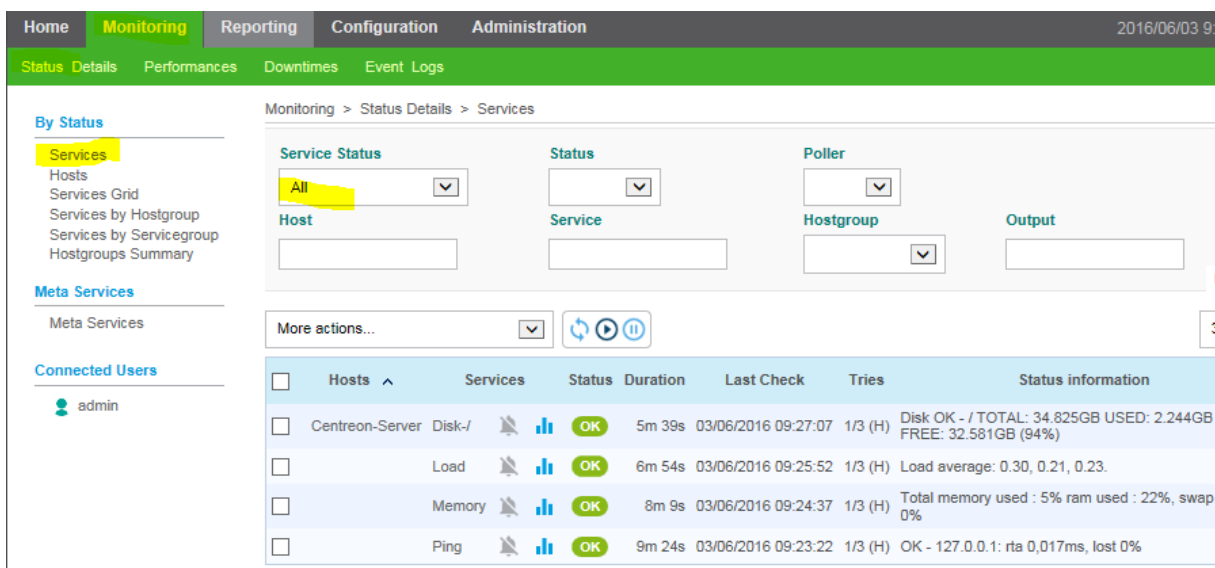 Home Monitoring Reporting Configuration Administration 2016/06/03 9:
Status Details Performances Downtimes Event Logs
Monitoring > Status Details > Services
By Status
Services
Hosts
Services Grid
Services by Hostgroup
Services by Servicegroup
Hostgroups Summary
Meta Services
Meta Services
Connected Users
admin
Service Status Status Poller
All
Host Service Hostgroup Output
More actions...
3
Hosts Services Status Duration Last Check Tries Status information
Centreon-Server Disk-/ OK 5m 39s 03/06/2016 09:27:07 1/3 (H) Disk OK - / TOTAL: 34.825GB USED: 2.244GB
FREE: 32.581GB (94%)
Load OK 6m 54s 03/06/2016 09:25:52 1/3 (H) Load average: 0.30, 0.21, 0.23.
Memory OK 8m 9s 03/06/2016 09:24:37 1/3 (H) Total memory used : 5% ram used : 22%, swap
0%
Ping OK 9m 24s 03/06/2016 09:23:22 1/3 (H) OK - 127.0.0.1: rta 0,017ms, lost 0%